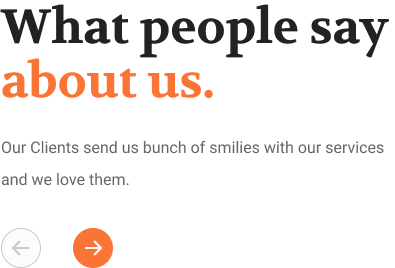 What people say
about us.
Our Clients send us bunch of smilies with our services
and we love them.